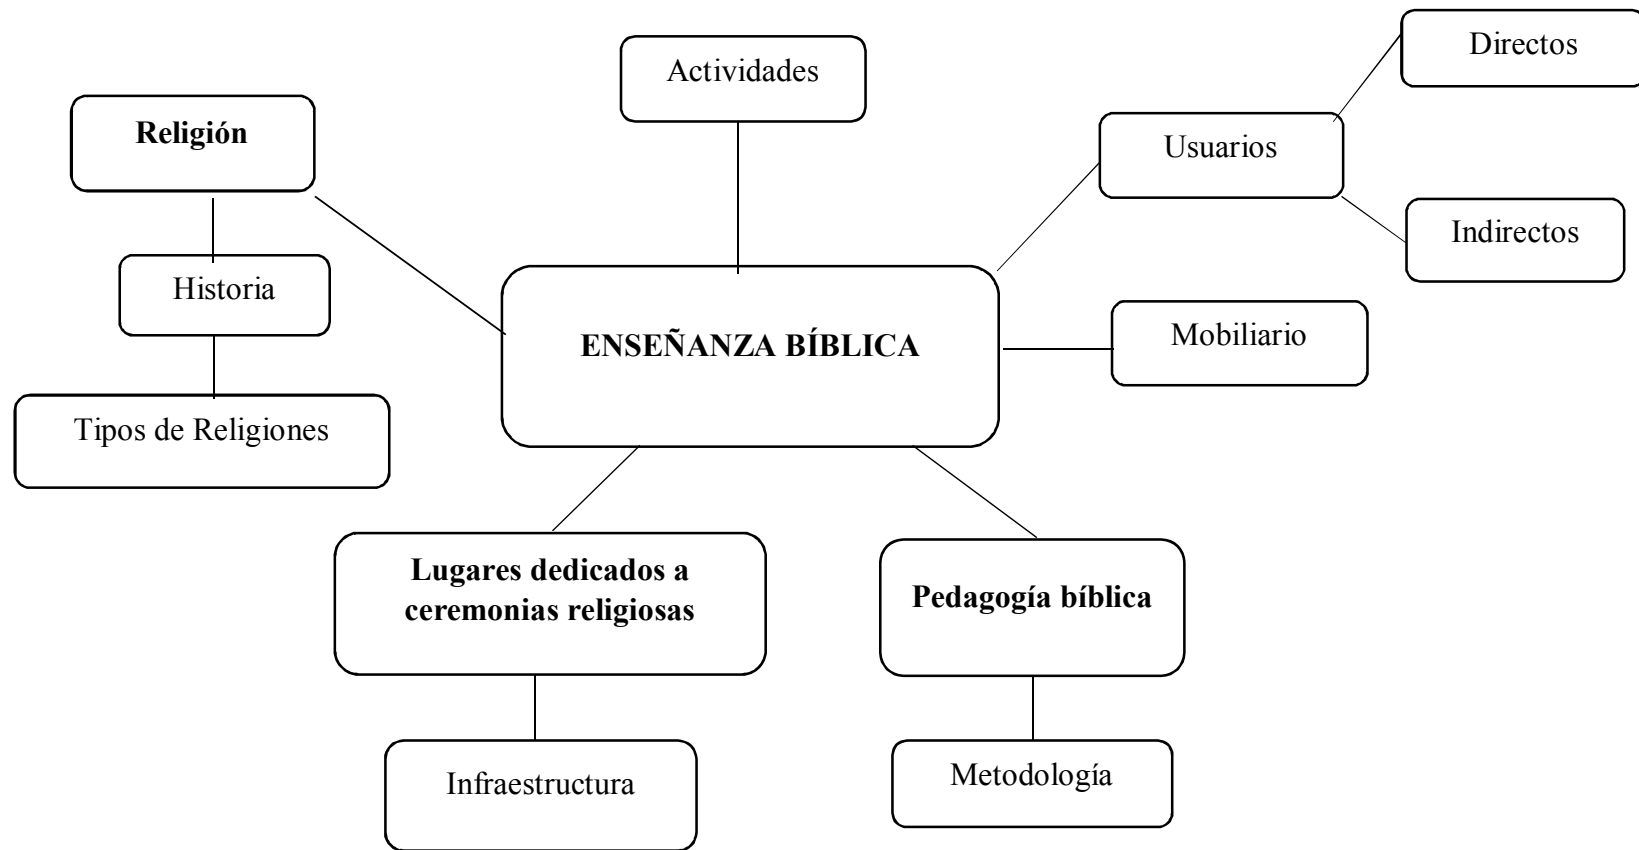 Directos
Actividades
Religión
Usuarios
Indirectos
Historia
ENSEÑANZA BÍBLICA
Mobiliario
Tipos de Religiones
Lugares dedicados a
ceremonias religiosas
Pedagogía bíblica
Infraestructura
Metodología